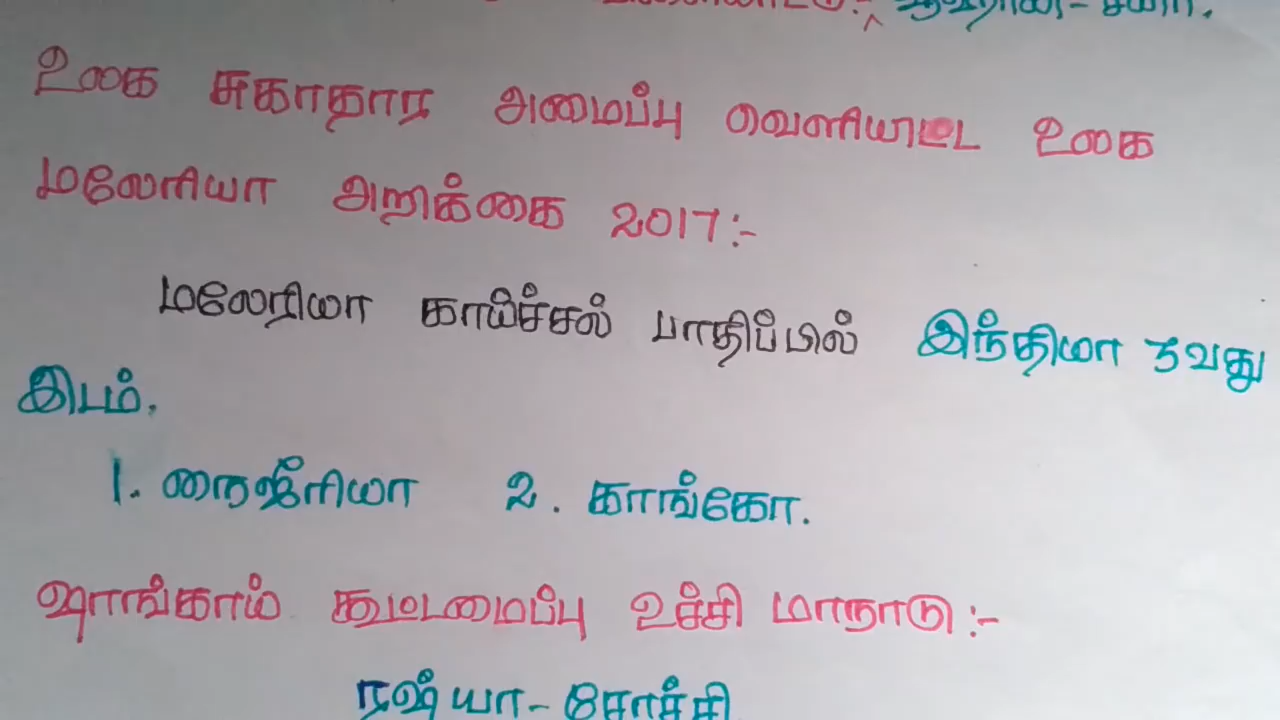 உலக சுகாதார அமைப்பு வெளியிட்ட உலக
மலேரியா அறிக்கை 2017:-
மலேரியா காய்ச்சல் பாதிப்பில் இந்தியா 3வது
இடம்.
1. நைஜீரியா 2. காங்கோ.
ஷாங்காய் கூட்டமைப்பு உச்சி மாநாடு:-
ரஷ்யா - சோச்சி